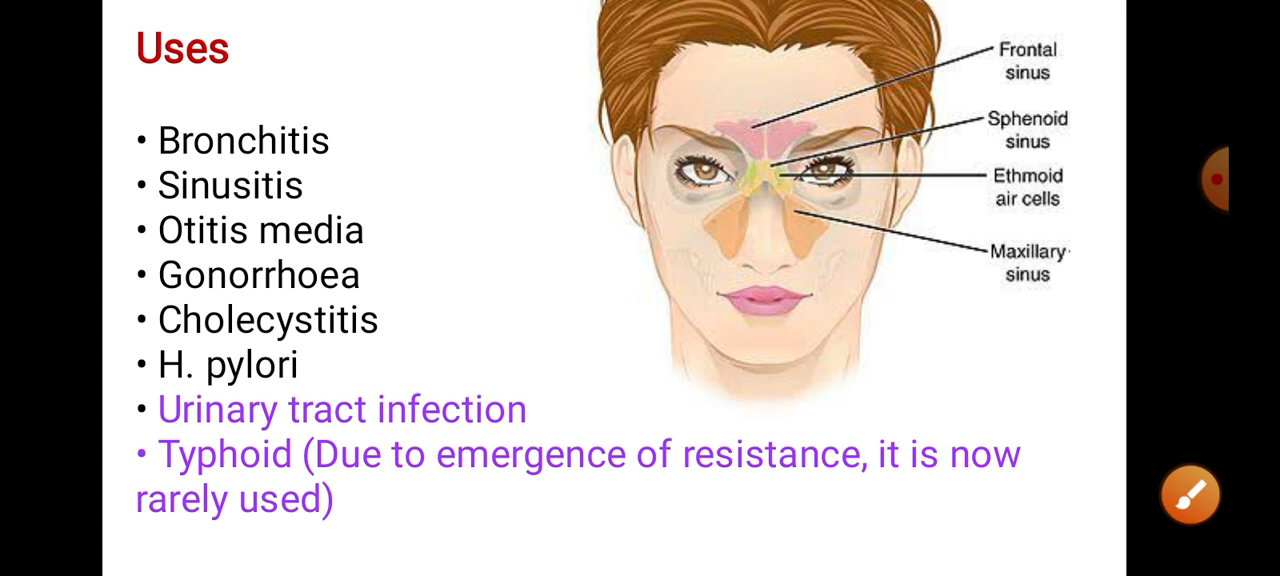 Uses
• Bronchitis
• Sinusitis
• Otitis media
• Gonorrhoea
• Cholecystitis
• H. pylori
• Urinary tract infection
• Typhoid (Due to emergence of resistance, it is now
rarely used)
Frontal
sinus
Sphenoid
sinus
Ethmoid
air cells
Maxillary
sinus